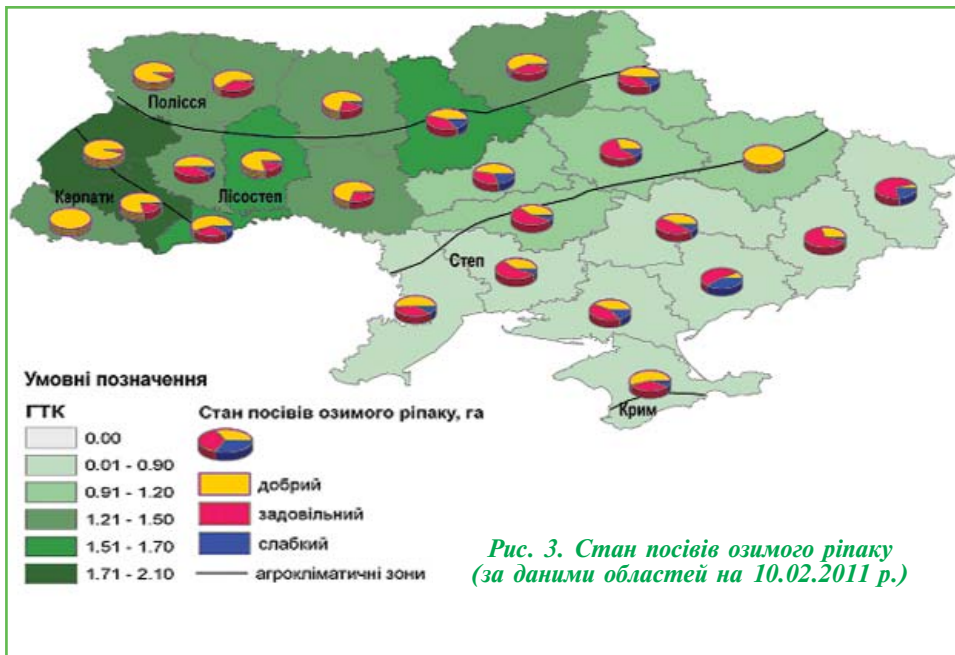 Полісся
Карпати
Лісостеп
Степ
Крим
Умовні позначення
ГТК
0.00
0.01 - 0.90
0.91 - 1.20
1.21 - 1.50
1.51 - 1.70
1.71 - 2.10
Стан посівів озимого ріпаку, га
добрий
задовільний
слабкий
агрокліматичні зони
Рис. 3. Стан посівів озимого ріпаку
(за даними областей на 10.02.2011 р.)